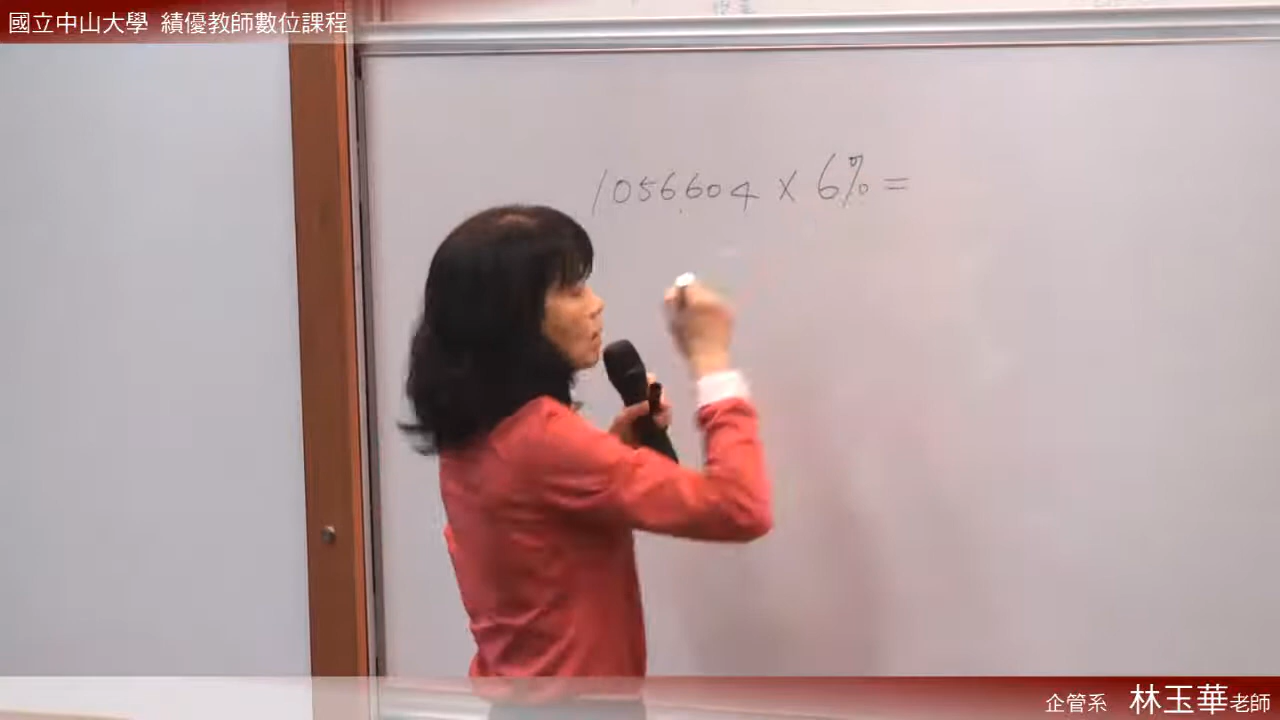 國立中山大學 績優教師數位課程
1056604 × 6% =
企管系 林玉華老師